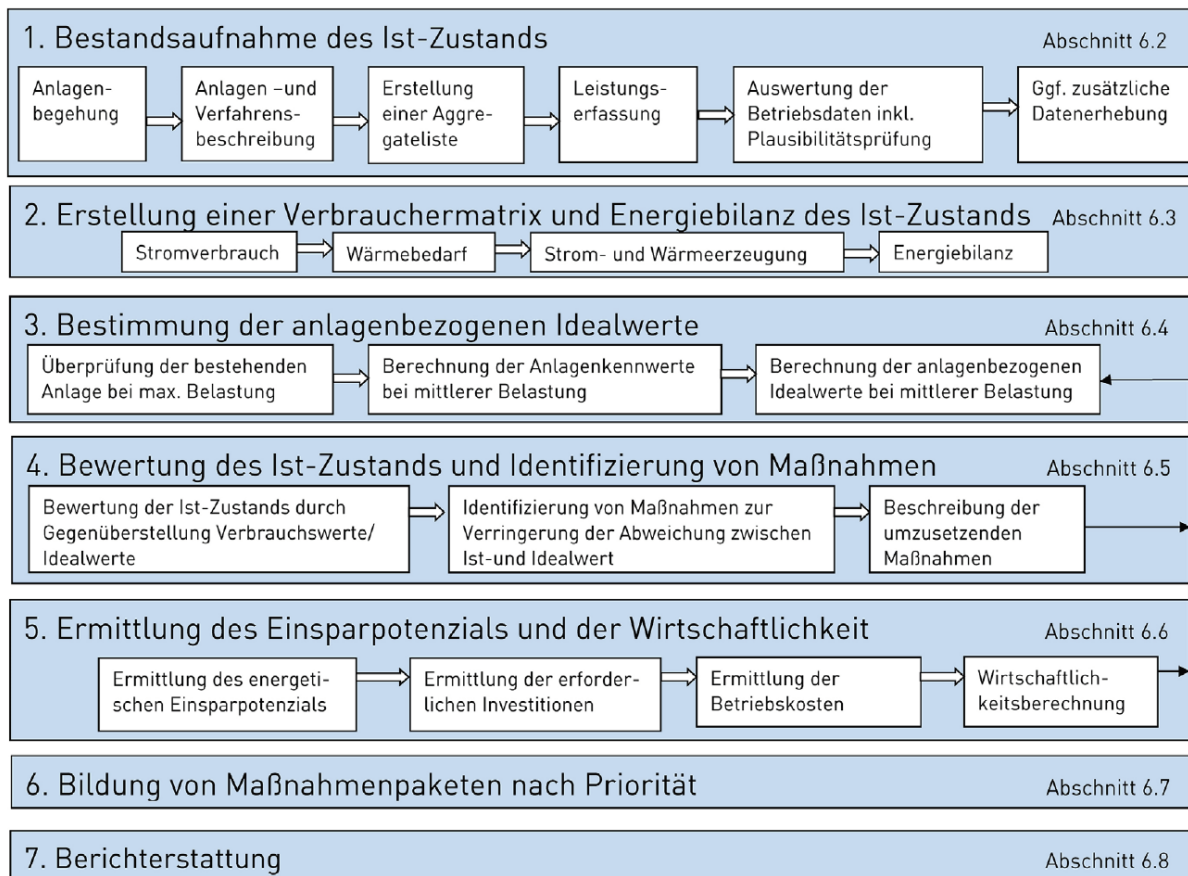 1. Bestandsaufnahme des Ist-Zustands
Abschnitt 6.2
Anlagen-
begehung
Anlagen –und
Verfahrens-
beschreibung
Erstellung
einer Aggre-
gateliste
Leistungs-
erfassung
Auswertung der
Betriebsdaten inkl.
Plausibilitätsprüfung
Ggf. zusätzliche
Datenerhebung
2. Erstellung einer Verbrauchermatrix und Energiebilanz des Ist-Zustands
Abschnitt 6.3
Stromverbrauch
Wärmebedarf
Strom- und Wärmeerzeugung
Energiebilanz
3. Bestimmung der anlagenbezogenen Idealwerte
Abschnitt 6.4
Überprüfung der bestehenden
Anlage bei max. Belastung
Berechnung der Anlagenkennwerte
bei mittlerer Belastung
Berechnung der anlagenbezogenen
Idealwerte bei mittlerer Belastung
4. Bewertung des Ist-Zustands und Identifizierung von Maßnahmen
Abschnitt 6.5
Bewertung der Ist-Zustands durch
Gegenüberstellung Verbrauchswerte/
Idealwerte
Identifizierung von Maßnahmen zur
Verringerung der Abweichung zwischen
Ist-und Idealwert
Beschreibung der
umzusetzenden
Maßnahmen
5. Ermittlung des Einsparpotenzials und der Wirtschaftlichkeit
Abschnitt 6.6
Ermittlung des energeti-
schen Einsparpotenzials
Ermittlung der erforder-
lichen Investitionen
Ermittlung der
Betriebskosten
Wirtschaftlich-
keitsberechnung
6. Bildung von Maßnahmenpaketen nach Priorität
Abschnitt 6.7
7. Berichterstattung
Abschnitt 6.8